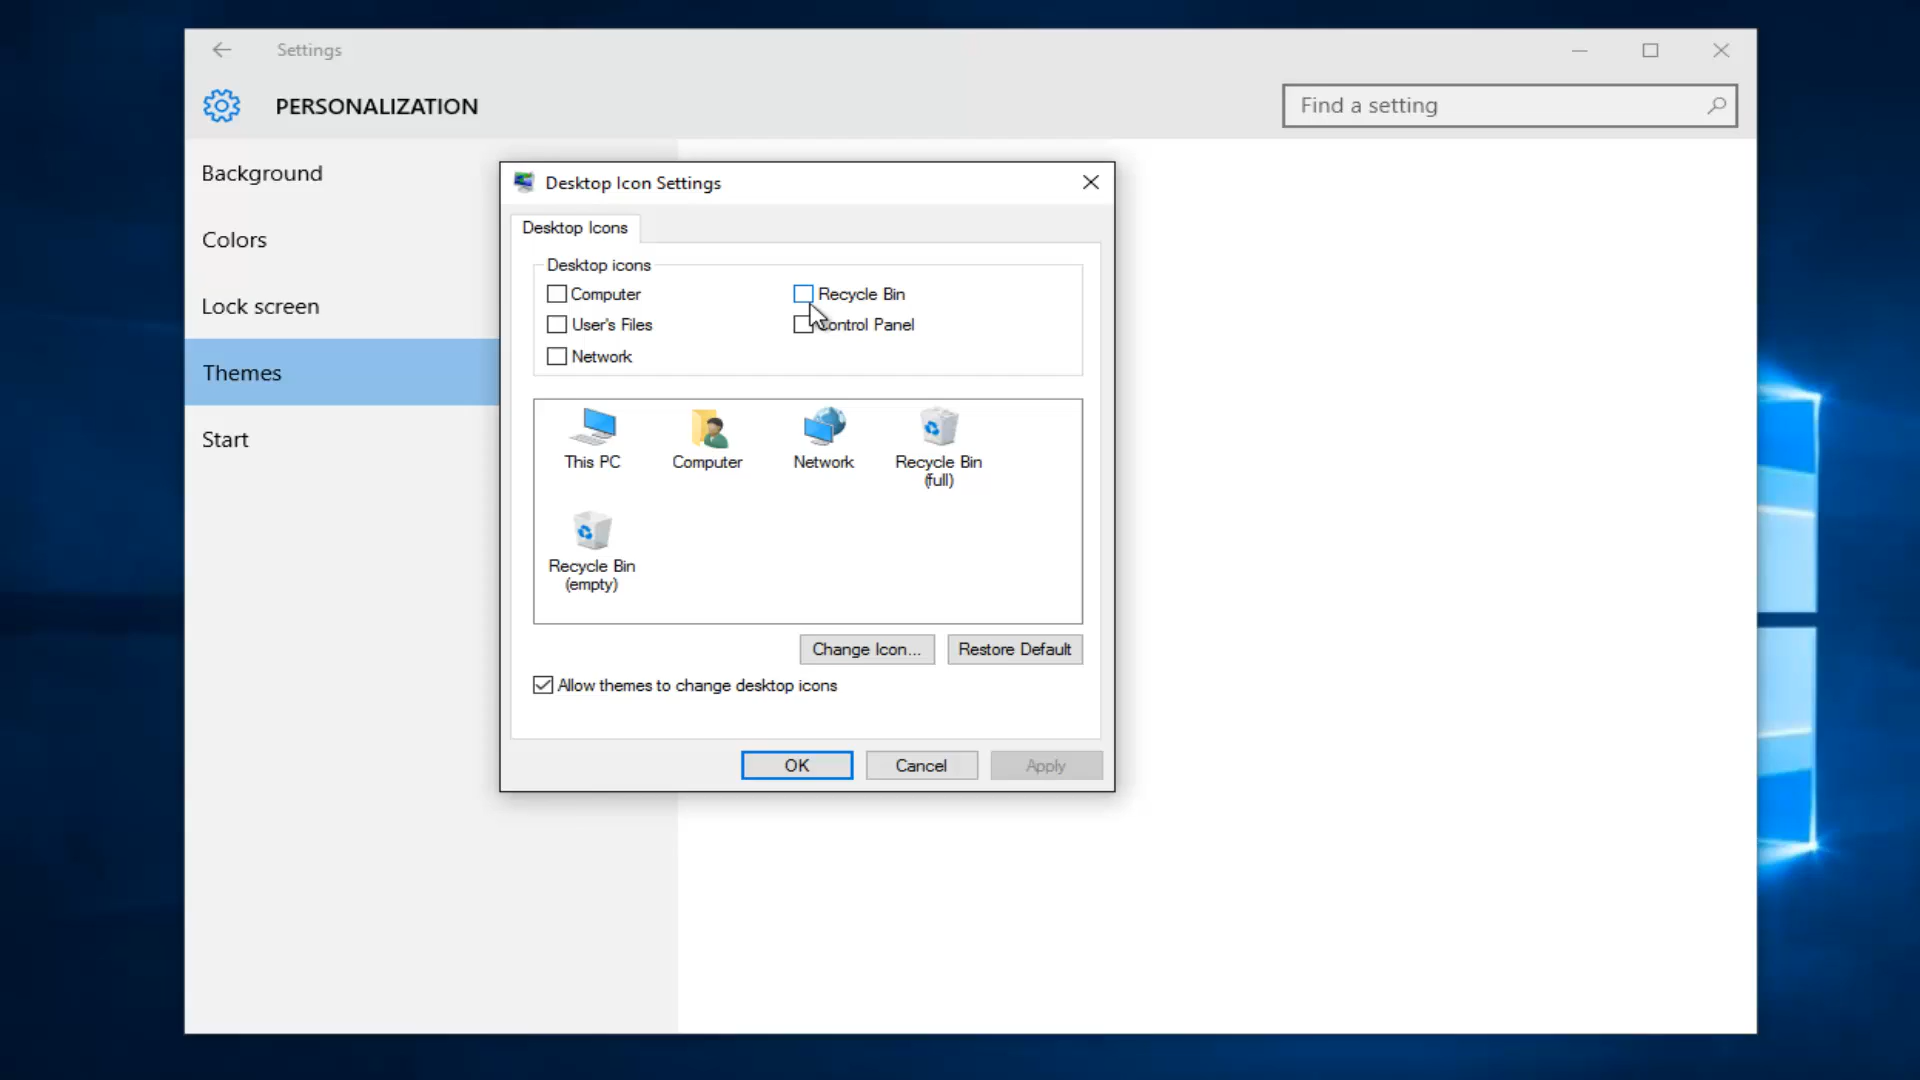 Settings
PERSONALIZATION
Find a setting
Background
Colors
Lock screen
Themes
Start
Desktop Icon Settings
Desktop Icons
Desktop icons
Computer
Recycle Bin
User's Files
Control Panel
Network
This PC
Computer
Network
Recycle Bin
(full)
Recycle Bin
(empty)
Change Icon...
Restore Default
Allow themes to change desktop icons
OK
Cancel
Apply